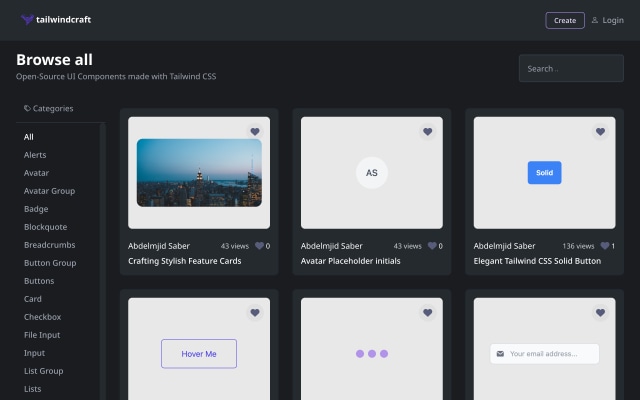 tailwindcraft
Create
Login
Browse all
Open-Source UI Components made with Tailwind CSS
Search ..
Categories
All
Alerts
Avatar
Avatar Group
Badge
Blockquote
Breadcrumbs
Button Group
Buttons
Card
Checkbox
File Input
Input
List Group
Lists
Abdelmjid Saber
43 views
0
Crafting Stylish Feature Cards
AS
Abdelmjid Saber
43 views
0
Avatar Placeholder initials
Solid
Abdelmjid Saber
136 views
1
Elegant Tailwind CSS Solid Button
Hover Me
Your email address...